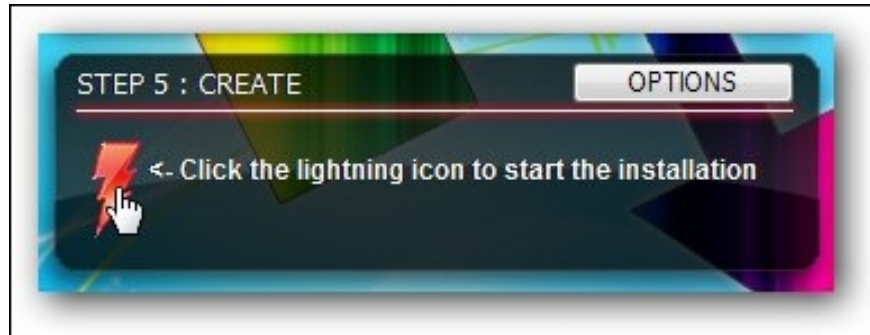 STEP 5 : CREATE
OPTIONS
<- Click the lightning icon to start the installation